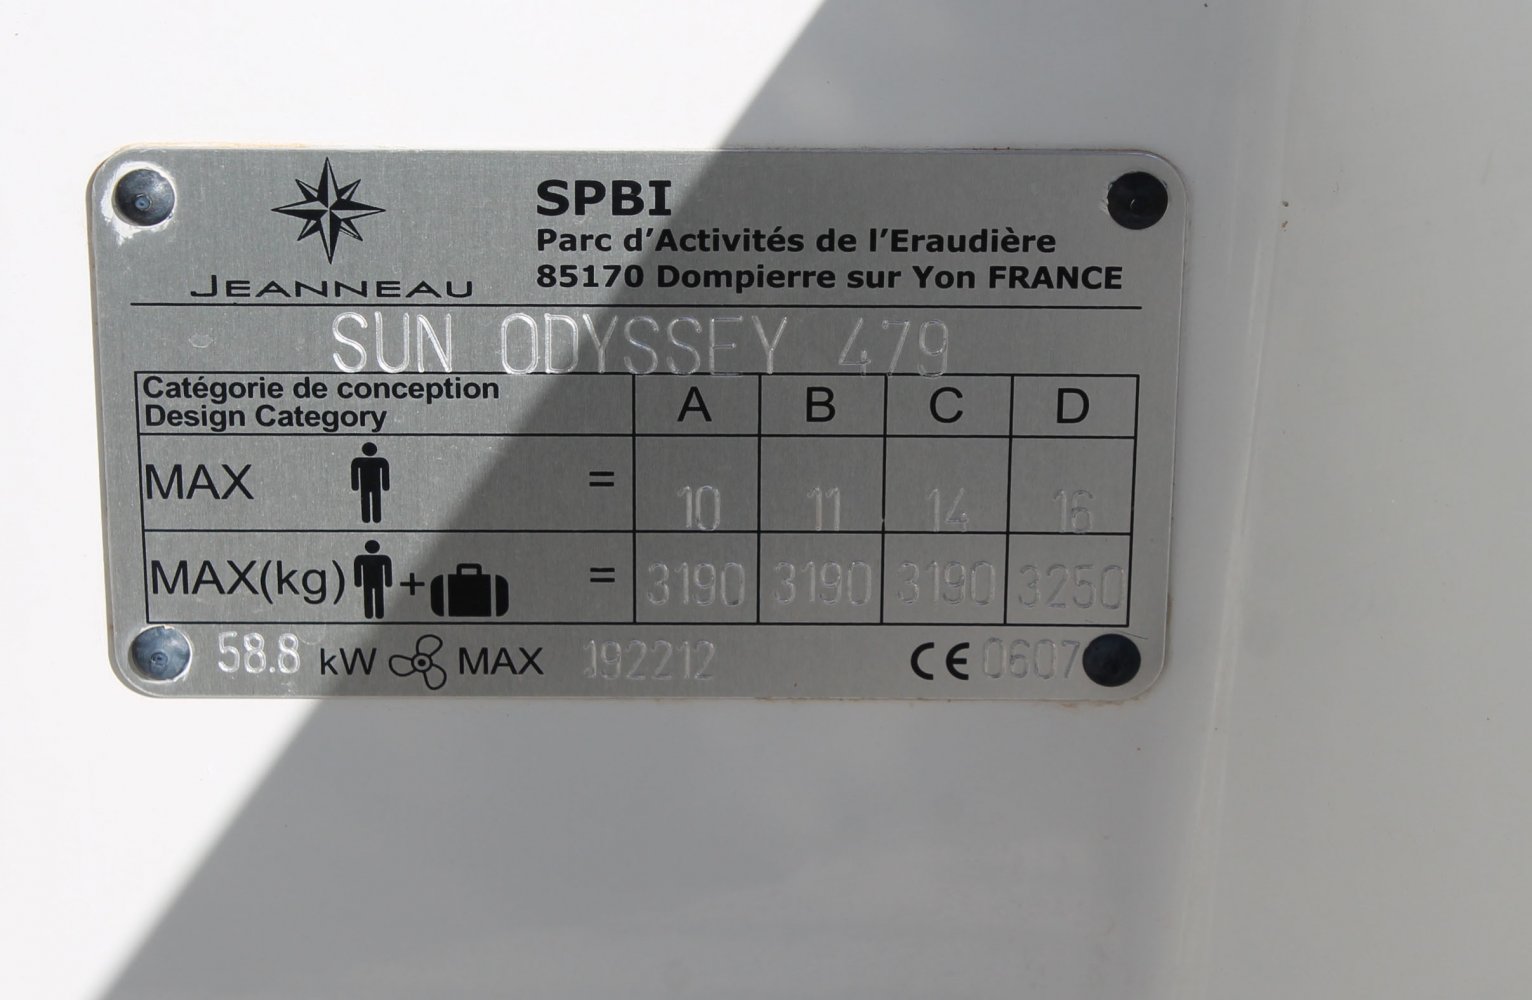 JEANNEAU
SPBI
Parc d'Activités de l'Eraudière
85170 Dompierre sur Yon FRANCE
SUN ODYSSEY 479
Catégorie de conception
Design Category
A B C D
MAX = 10 11 14 16
MAX(kg) + = 3190 3190 3190 3250
58.8 kW MAX 192212 CE 0607